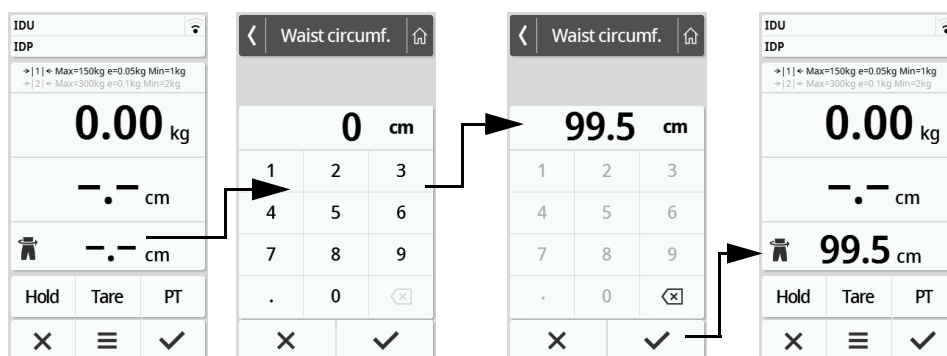 IDU
IDP
→|1|← Max=150kg e=0.05kg Min=1kg
→|2|← Max=300kg e=0.1kg Min=2kg
0.00 kg
–.– cm
–.– cm
Hold Tare PT
Waist circumf.
0 cm
1 2 3
4 5 6
7 8 9
. 0
Waist circumf.
99.5 cm
1 2 3
4 5 6
7 8 9
. 0
IDU
IDP
→|1|← Max=150kg e=0.05kg Min=1kg
→|2|← Max=300kg e=0.1kg Min=2kg
0.00 kg
–.– cm
99.5 cm
Hold Tare PT